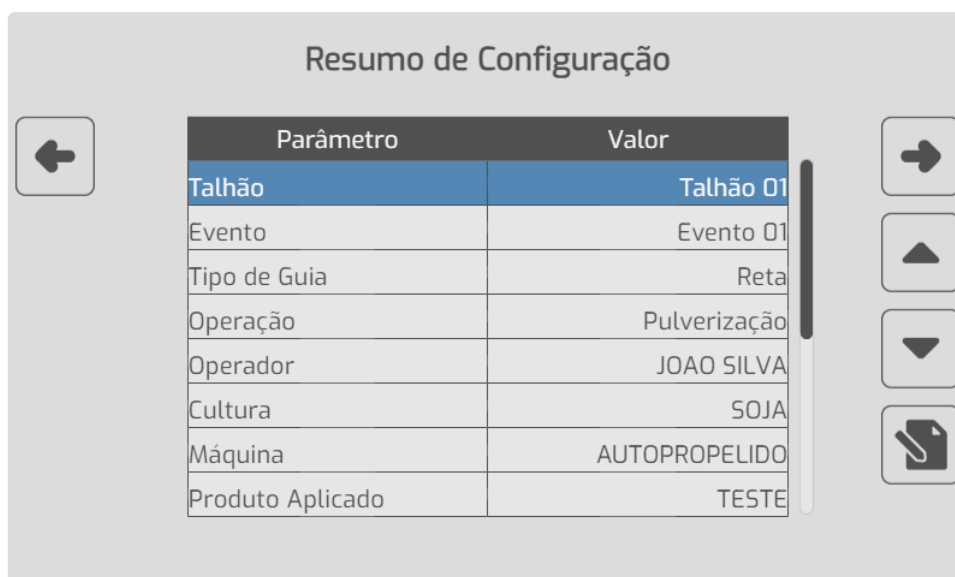 Resumo de Configuração
Parâmetro Valor
Talhão Talhão 01
Evento Evento 01
Tipo de Guia Reta
Operação Pulverização
Operador JOAO SILVA
Cultura SOJA
Máquina AUTOPROPELIDO
Produto Aplicado TESTE